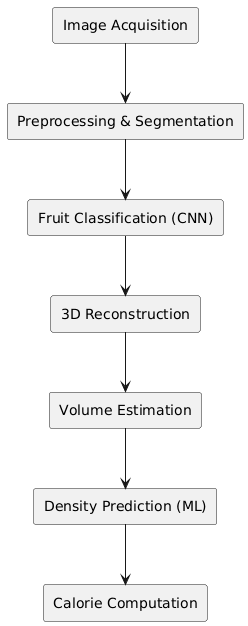 Image Acquisition
Preprocessing & Segmentation
Fruit Classification (CNN)
3D Reconstruction
Volume Estimation
Density Prediction (ML)
Calorie Computation